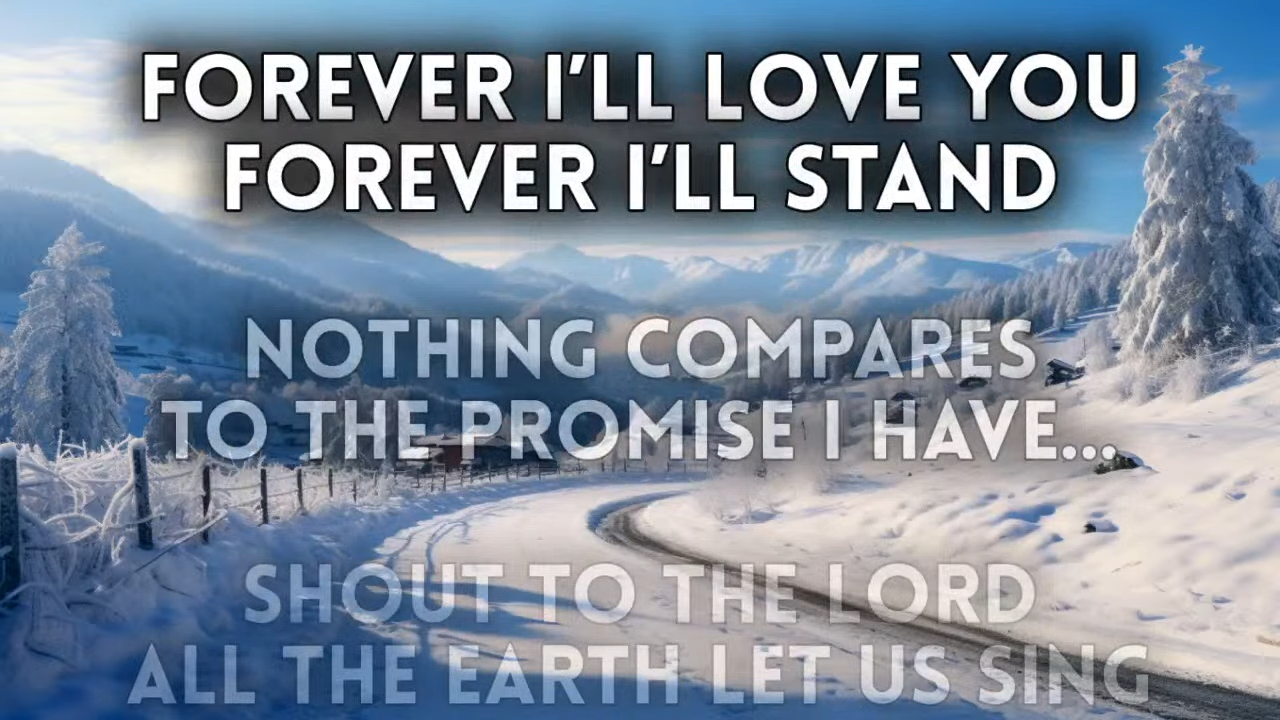 FOREVER I'LL LOVE YOU
FOREVER I'LL STAND
NOTHING COMPARES
TO THE PROMISE I HAVE...
SHOUT TO THE LORD
ALL THE EARTH LET US SING